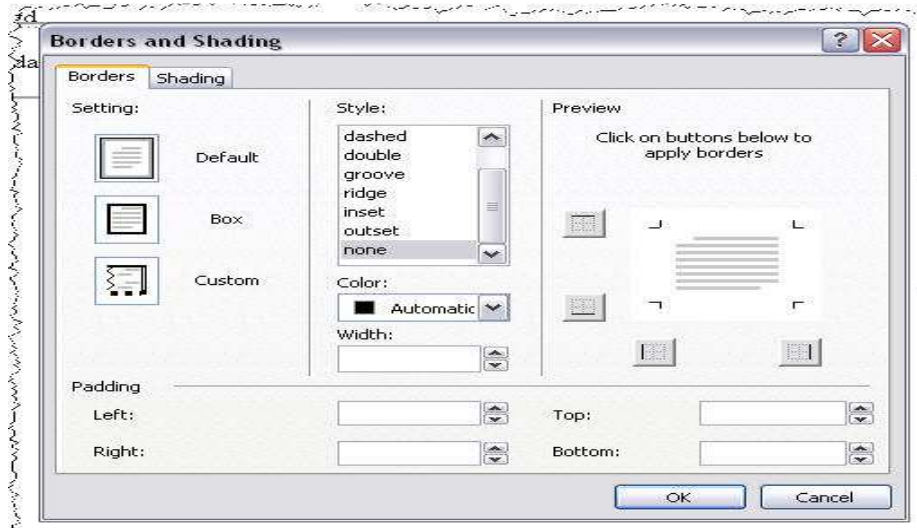 Borders and Shading
Borders Shading
Setting:
Default
Box
Custom
Style:
dashed
double
groove
ridge
inset
outset
none
Color:
Automatic
Width:
Preview
Click on buttons below to
apply borders
Padding
Left:
Top:
Right:
Bottom:
OK Cancel